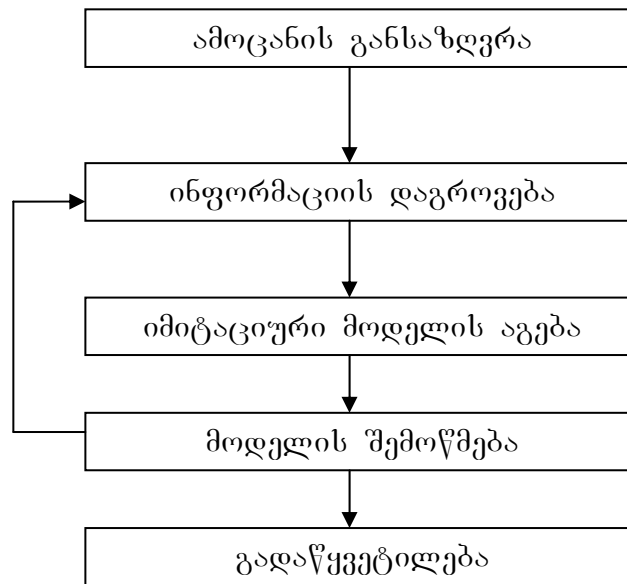 ამოცანის განსაზღვრა
ინფორმაციის დაგროვება
იმიტაციური მოდელის აგება
მოდელის შემოწმება
გადაწყვეტილება